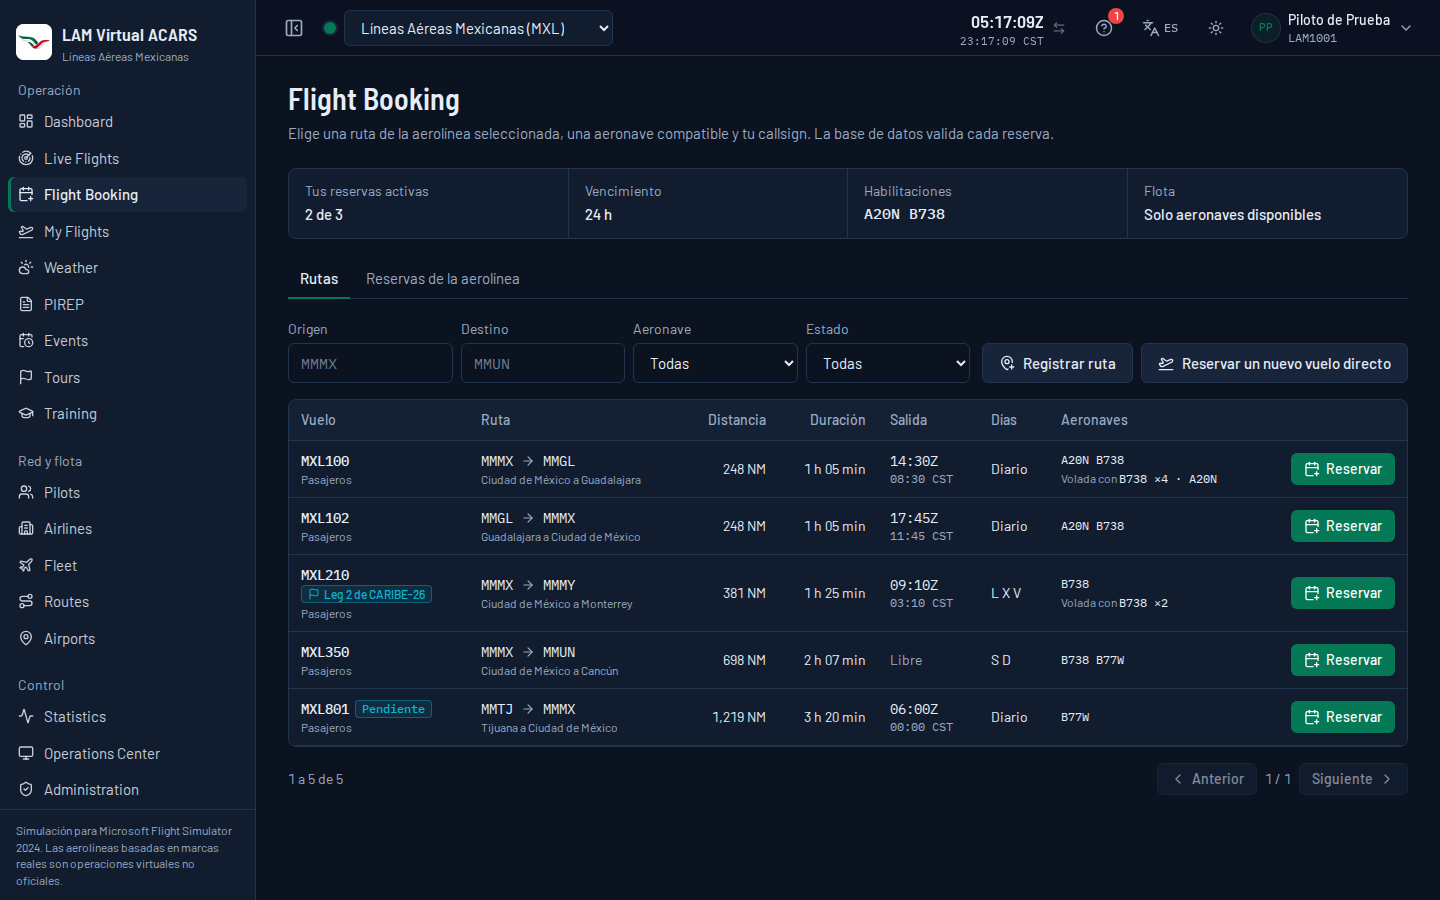 LAM Virtual ACARS
Líneas Aéreas Mexicanas
Operación
Dashboard
Live Flights
Flight Booking
My Flights
Weather
PIREP
Events
Tours
Training
Red y flota
Pilots
Airlines
Fleet
Routes
Airports
Control
Statistics
Operations Center
Administration
Simulación para Microsoft Flight Simulator
2024. Las aerolíneas basadas en marcas
reales son operaciones virtuales no
oficiales.
Líneas Aéreas Mexicanas (MXL)
05:17:09Z
23:17:09 CST
1
ES
PP
Piloto de Prueba
LAM1001
Flight Booking
Elige una ruta de la aerolínea seleccionada, una aeronave compatible y tu callsign. La base de datos valida cada reserva.
Tus reservas activas
2 de 3
Vencimiento
24 h
Habilitaciones
A20N B738
Flota
Solo aeronaves disponibles
Rutas Reservas de la aerolínea
Origen Destino Aeronave Estado
MMMX MMUN Todas Todas Registrar ruta Reservar un nuevo vuelo directo
Vuelo Ruta Distancia Duración Salida Días Aeronaves
MXL100 MMMX → MMGL 248 NM 1 h 05 min 14:30Z Diario A20N B738 Reservar
Pasajeros Ciudad de México a Guadalajara 08:30 CST Volada con B738 ×4 · A20N
MXL102 MMGL → MMMX 248 NM 1 h 05 min 17:45Z Diario A20N B738 Reservar
Pasajeros Guadalajara a Ciudad de México 11:45 CST
MXL210 MMMX → MMMY 381 NM 1 h 25 min 09:10Z L X V B738 Reservar
Leg 2 de CARIBE-26
Pasajeros Ciudad de México a Monterrey 03:10 CST Volada con B738 ×2
MXL350 MMMX → MMUN 698 NM 2 h 07 min Libre S D B738 B77W Reservar
Pasajeros Ciudad de México a Cancún
MXL801 Pendiente MMTJ → MMMX 1,219 NM 3 h 20 min 06:00Z Diario B77W Reservar
Pasajeros Tijuana a Ciudad de México 00:00 CST
1 a 5 de 5 Anterior 1 / 1 Siguiente